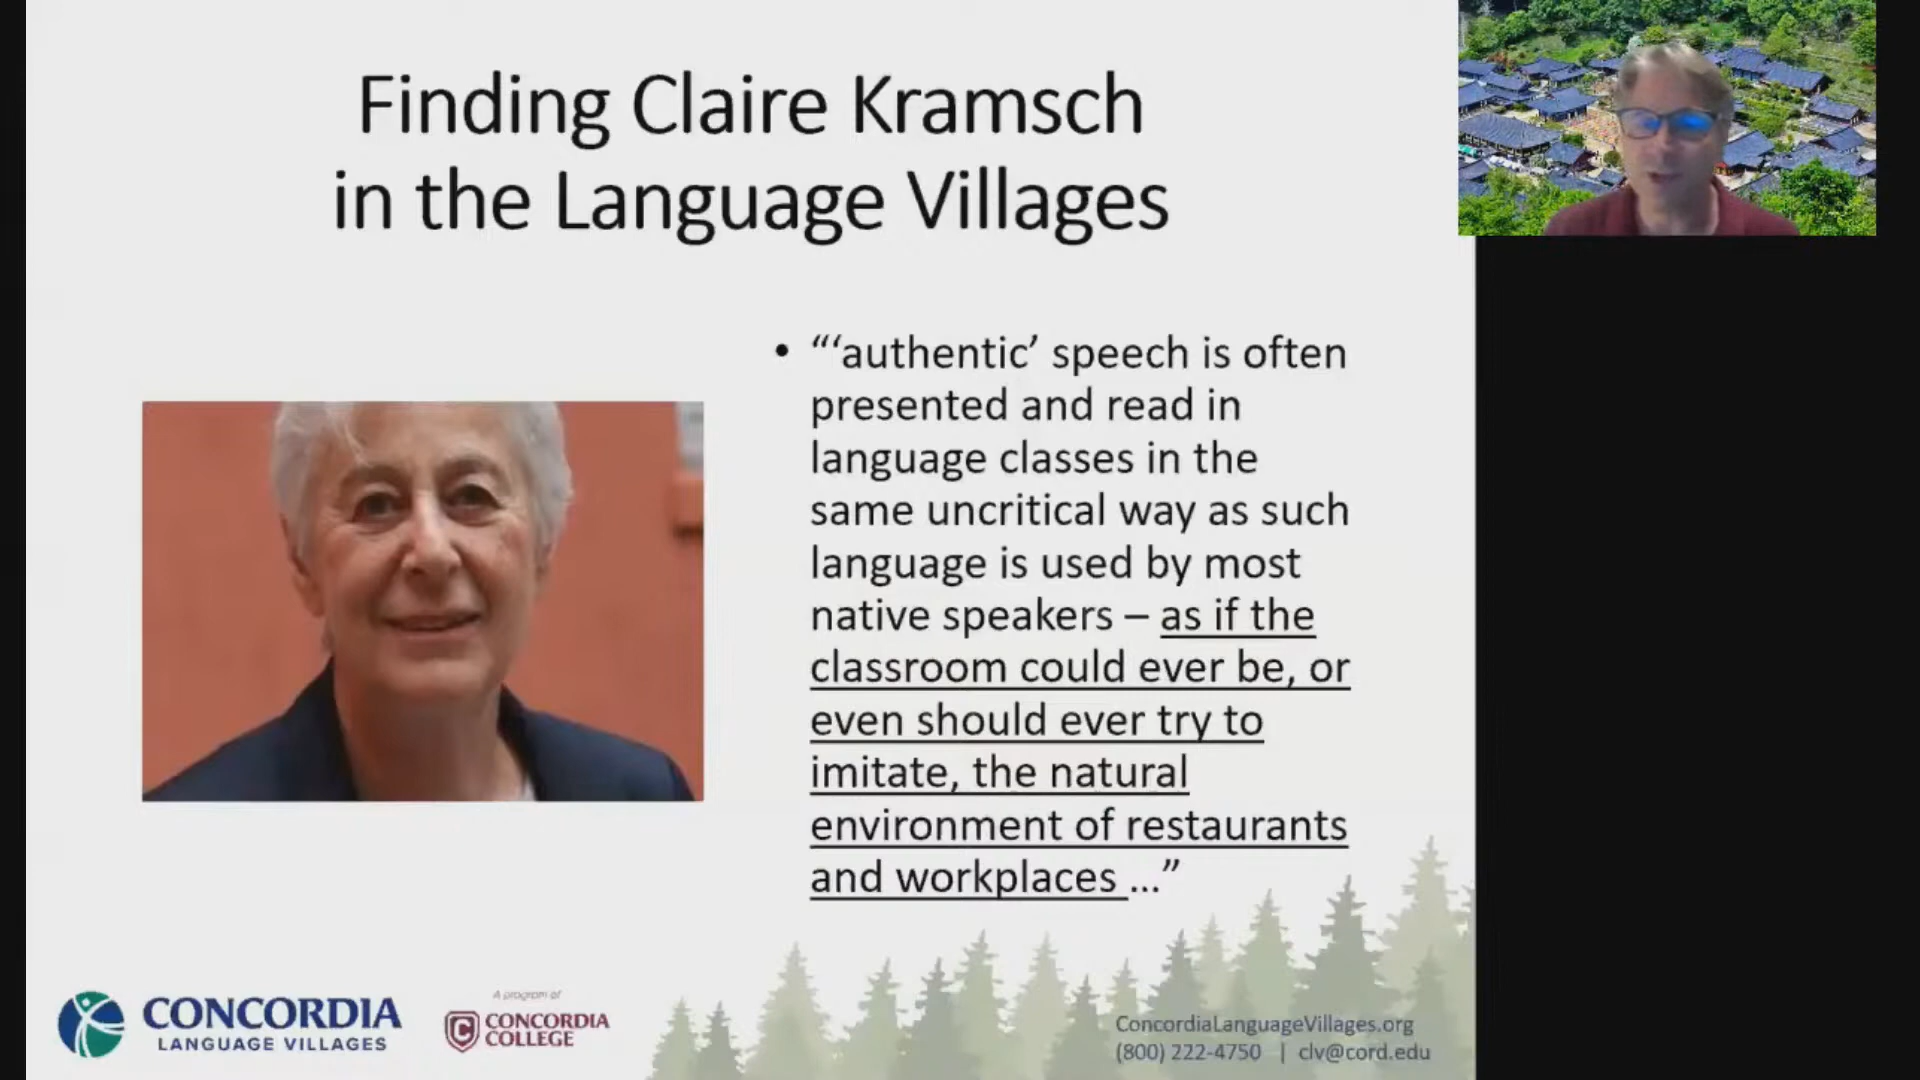 Finding Claire Kramsch
in the Language Villages
• “‘authentic’ speech is often
presented and read in
language classes in the
same uncritical way as such
language is used by most
native speakers – as if the
classroom could ever be, or
even should ever try to
imitate, the natural
environment of restaurants
and workplaces ...”
CONCORDIA
LANGUAGE VILLAGES
A program of
CONCORDIA
COLLEGE
ConcordiaLanguageVillages.org
(800) 222-4750 | clv@cord.edu